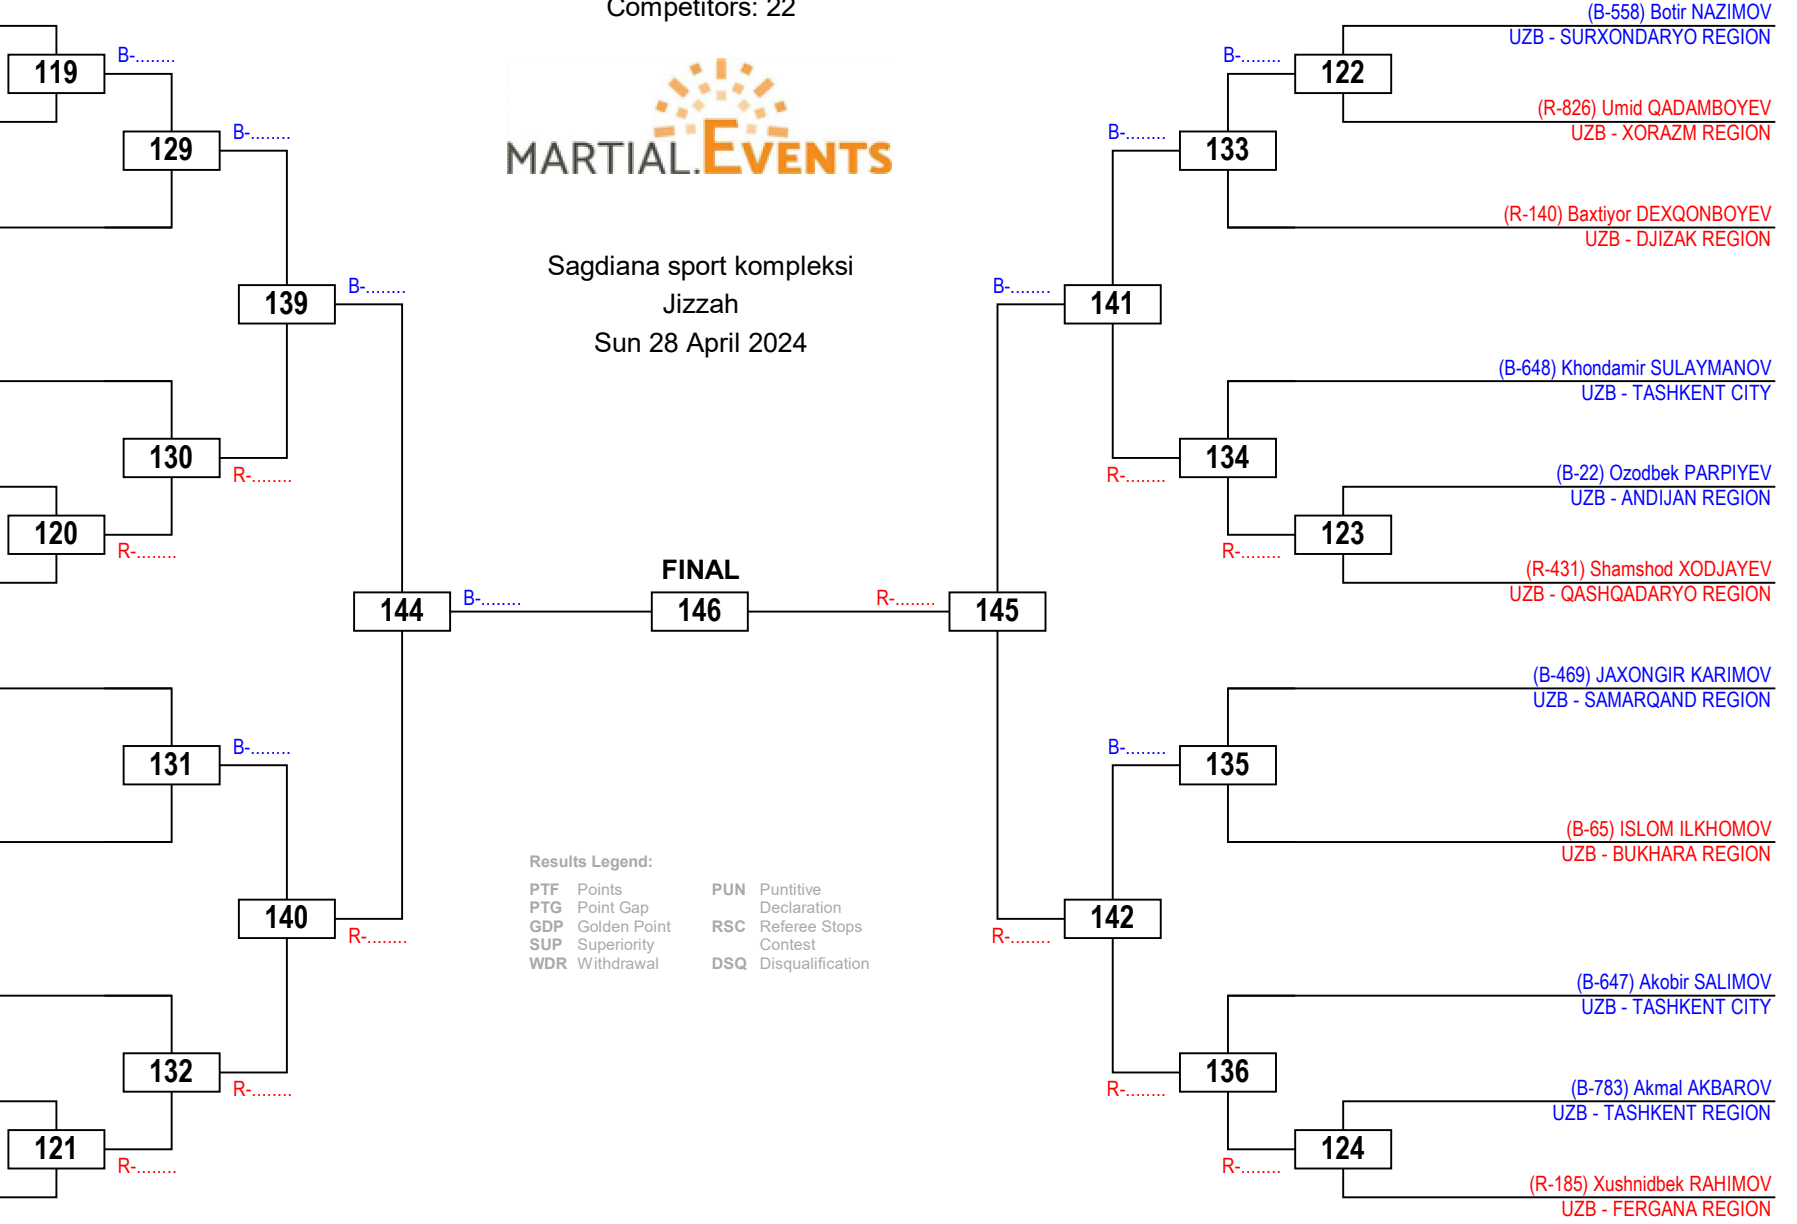 Competitors: 22
MARTIAL.EVENTS
Sagdiana sport kompleksi
Jizzah
Sun 28 April 2024
119
B-........
129
B-........
139
B-........
130
R-........
120
R-........
144
B-........
FINAL
146
R-........
145
131
B-........
140
R-........
132
R-........
121
R-........
(B-558) Botir NAZIMOV
UZB - SURXONDARYO REGION
B-........
122
(R-826) Umid QADAMBOYEV
UZB - XORAZM REGION
B-........
133
(R-140) Baxtiyor DEXQONBOYEV
UZB - DJIZAK REGION
B-........
141
(B-648) Khondamir SULAYMANOV
UZB - TASHKENT CITY
134
R-........
(B-22) Ozodbek PARPIYEV
UZB - ANDIJAN REGION
123
R-........
(R-431) Shamshod XODJAYEV
UZB - QASHQADARYO REGION
(B-469) JAXONGIR KARIMOV
UZB - SAMARQAND REGION
B-........
135
(B-65) ISLOM ILKHOMOV
UZB - BUKHARA REGION
142
R-........
(B-647) Akobir SALIMOV
UZB - TASHKENT CITY
136
R-........
(B-783) Akmal AKBAROV
UZB - TASHKENT REGION
124
R-........
(R-185) Xushnidbek RAHIMOV
UZB - FERGANA REGION
Results Legend:
PTF Points
PTG Point Gap
GDP Golden Point
SUP Superiority
WDR Withdrawal
PUN Puntitive
Declaration
RSC Referee Stops
Contest
DSQ Disqualification